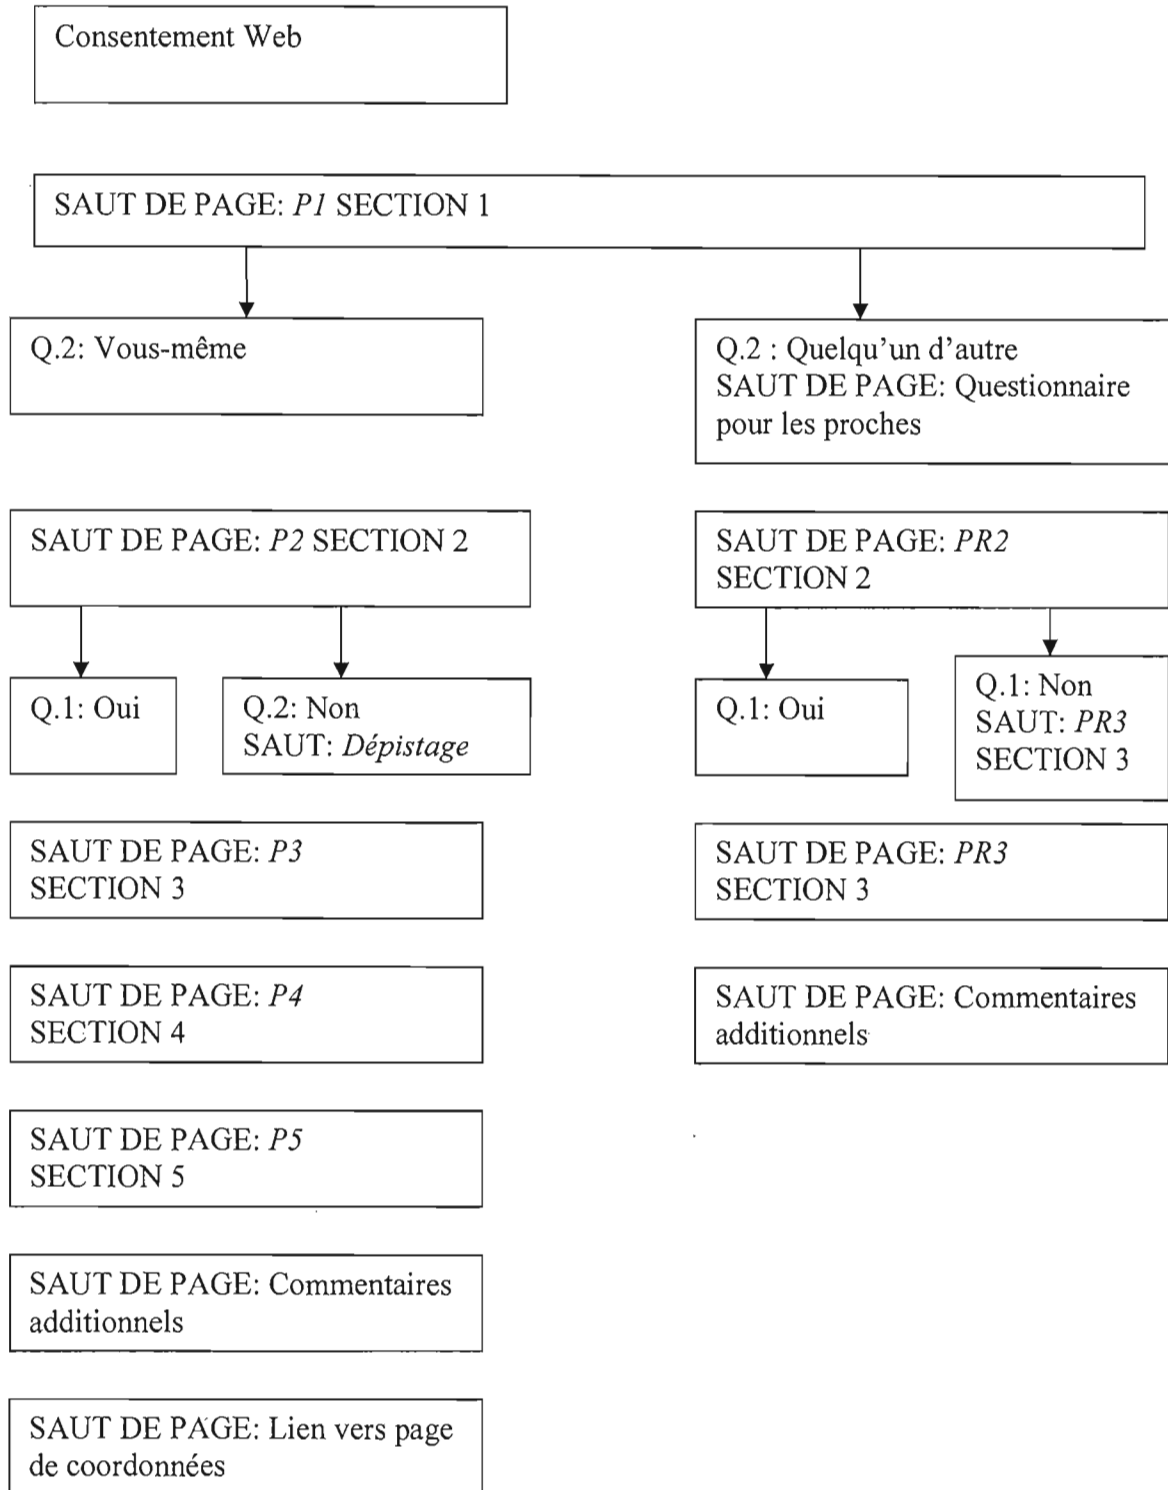 Consentement Web
SAUT DE PAGE: P1 SECTION 1
Q.2: Vous-même
Q.2 : Quelqu'un d'autre
SAUT DE PAGE: Questionnaire
pour les proches
SAUT DE PAGE: P2 SECTION 2
SAUT DE PAGE: PR2
SECTION 2
Q.1: Oui
Q.2: Non
SAUT: Dépistage
Q.1: Oui
Q.1: Non
SAUT: PR3
SECTION 3
SAUT DE PAGE: P3
SECTION 3
SAUT DE PAGE: PR3
SECTION 3
SAUT DE PAGE: P4
SECTION 4
SAUT DE PAGE: Commentaires
additionnels
SAUT DE PAGE: P5
SECTION 5
SAUT DE PAGE: Commentaires
additionnels
SAUT DE PAGE: Lien vers page
de coordonnées